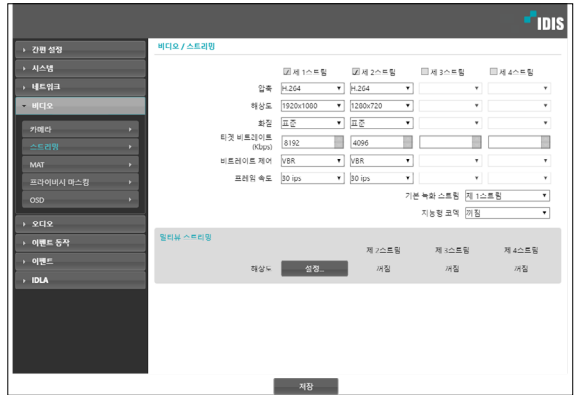 IDIS
간편 설정
시스템
네트워크
비디오
카메라
스트리밍
MAT
프라이버시 마스킹
OSD
오디오
이벤트 동작
이벤트
IDLA
비디오 / 스트리밍
제 1스트림 제 2스트림 제 3스트림 제 4스트림
압축 H.264 H.264
해상도 1920x1080 1280x720
화질 표준 표준
타겟 비트레이트 (Kbps) 8192 4096
비트레이트 제어 VBR VBR
프레임 속도 30 ips 30 ips
기본 녹화 스트림 제 1스트림
지능형 코덱 꺼짐
멀티뷰 스트리밍
제 2스트림 제 3스트림 제 4스트림
해상도 설정... 꺼짐 꺼짐 꺼짐
저장